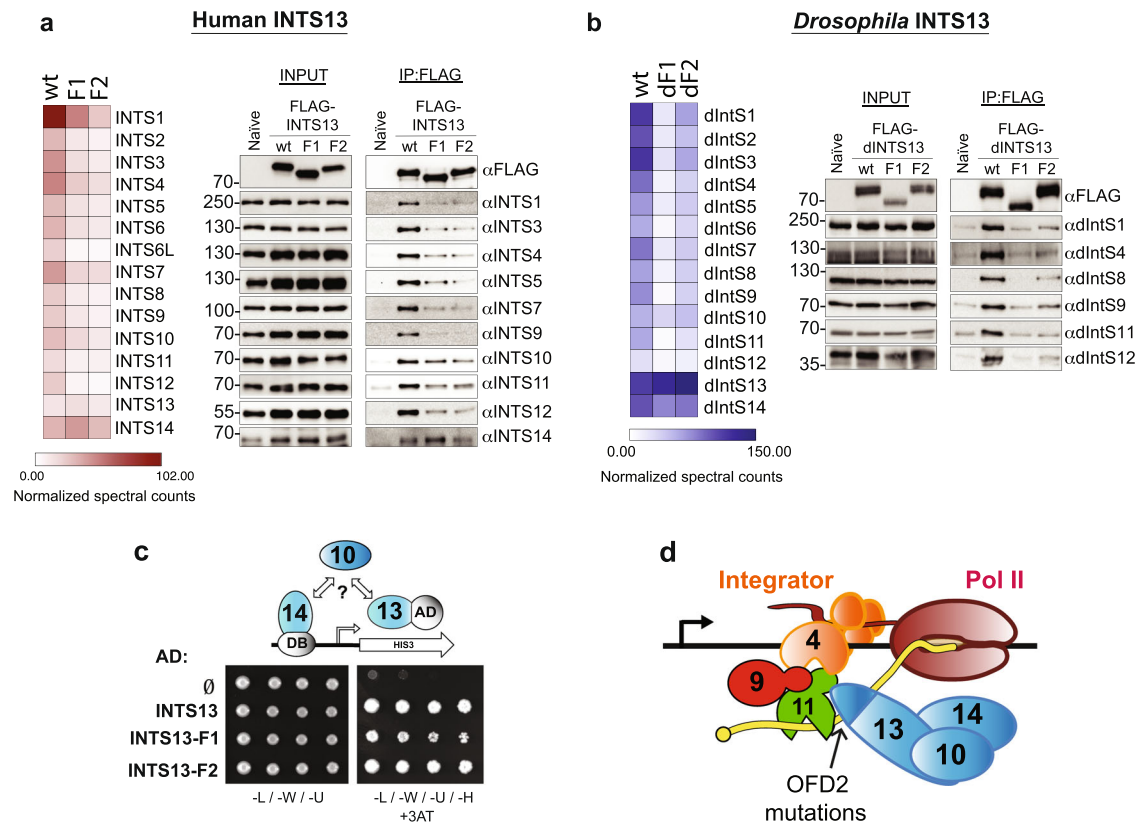 a
Human INTS13
wt F1 F2
INTS1
INTS2
INTS3
INTS4
INTS5
INTS6
INTS6L
INTS7
INTS8
INTS9
INTS10
INTS11
INTS12
INTS13
INTS14
0.00 102.00
Normalized spectral counts
INPUT IP:FLAG
Naïve FLAG-INTS13 Naïve FLAG-INTS13
wt F1 F2 wt F1 F2
70- αFLAG
250- αINTS1
130- αINTS3
130- αINTS4
130- αINTS5
100- αINTS7
70- αINTS9
70- αINTS10
70- αINTS11
55- αINTS12
70- αINTS14
b
Drosophila INTS13
wt dF1 dF2
dIntS1
dIntS2
dIntS3
dIntS4
dIntS5
dIntS6
dIntS7
dIntS8
dIntS9
dIntS10
dIntS11
dIntS12
dIntS13
dIntS14
0.00 150.00
Normalized spectral counts
INPUT IP:FLAG
Naïve FLAG-dINTS13 Naïve FLAG-dINTS13
wt F1 F2 wt F1 F2
70- αFLAG
250- αdIntS1
130- αdIntS4
130- αdIntS8
70- αdIntS9
70- αdIntS11
35- αdIntS12
c
10
?
14 13 AD
DB HIS3
AD:
Ø
INTS13
INTS13-F1
INTS13-F2
-L / -W / -U -L / -W / -U / -H
+3AT
d
Integrator Pol II
4
9
11
13
14
10
OFD2
mutations